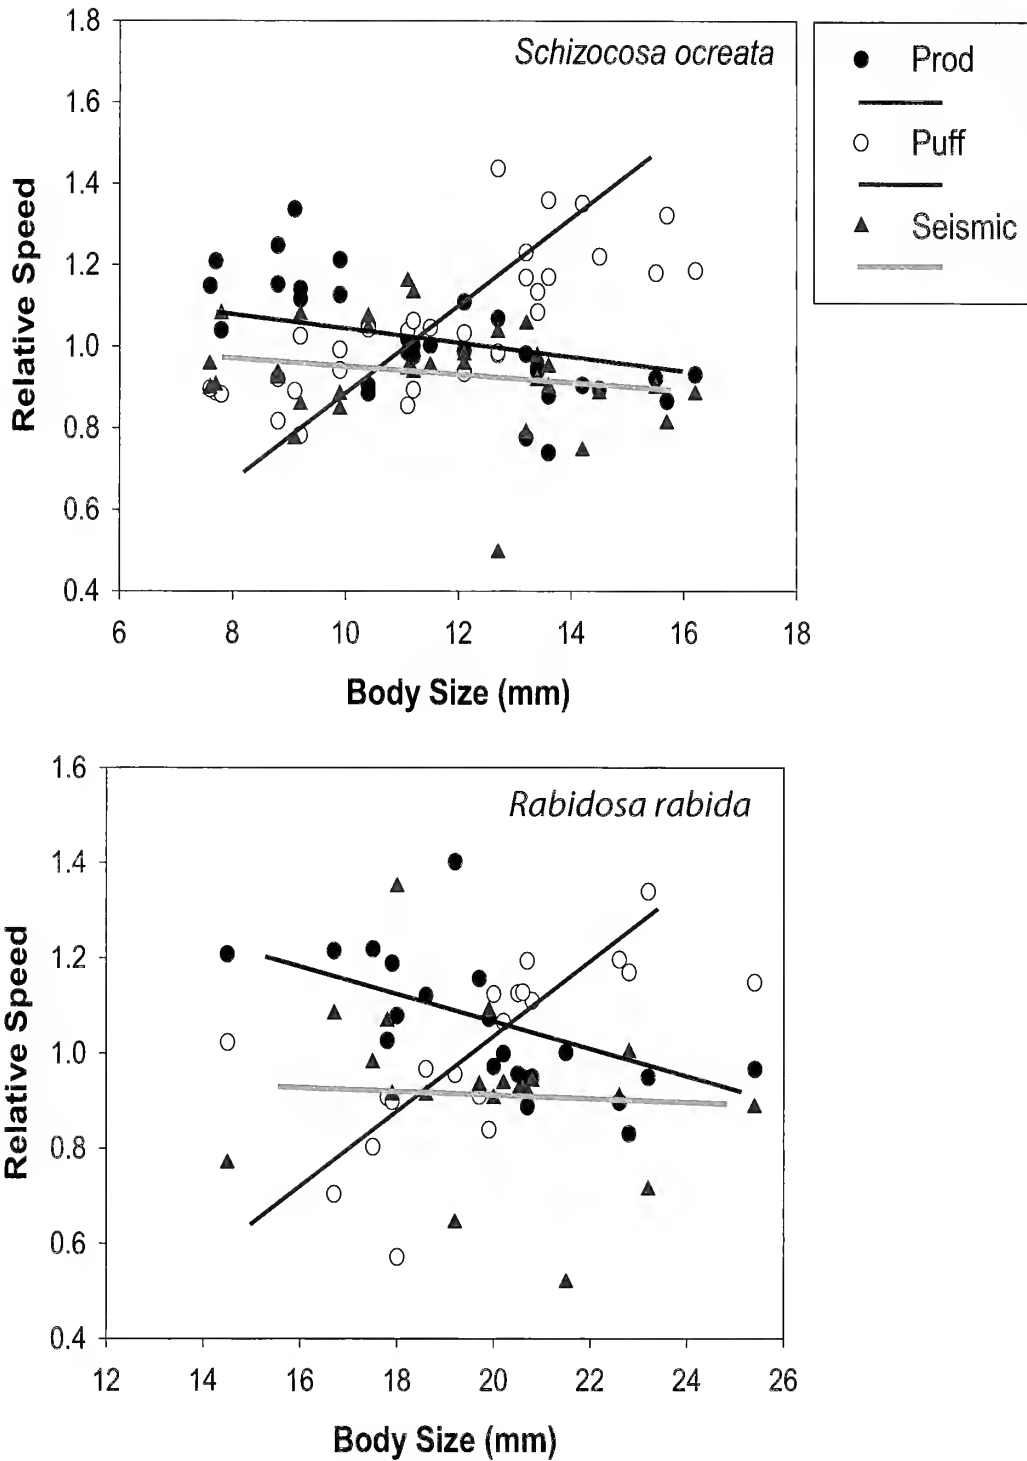 1.8
Schizocosa ocreata
1.6
1.4
1.2
1.0
0.8
0.6
0.4
Relative Speed
6 8 10 12 14 16 18
Body Size (mm)
Prod
Puff
Seismic
1.6
Rabidosa rabida
1.4
1.2
1.0
0.8
0.6
0.4
Relative Speed
12 14 16 18 20 22 24 26
Body Size (mm)